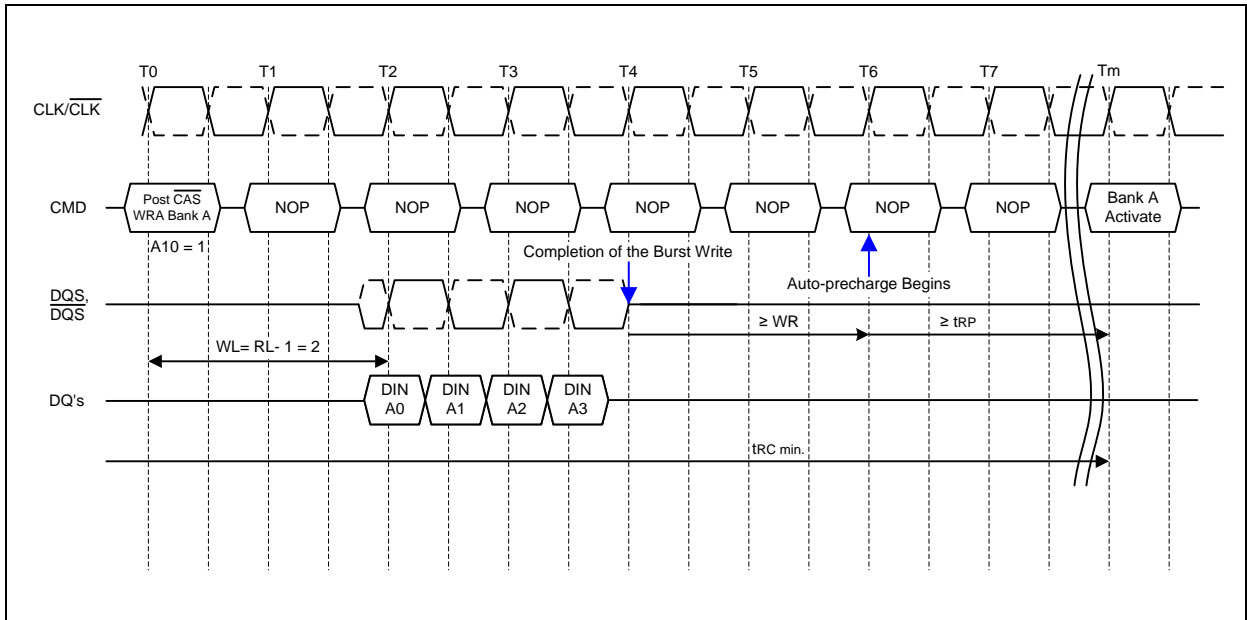 T0 T1 T2 T3 T4 T5 T6 T7 Tm
CLK/CLK
CMD
Post CAS
WRA Bank A
NOP NOP NOP NOP NOP NOP NOP
Bank A
Activate
A10 = 1
Completion of the Burst Write
Auto-precharge Begins
DQS,
DQS
≥ WR
≥ tRP
WL= RL- 1 = 2
DQ's
DIN
A0
DIN
A1
DIN
A2
DIN
A3
tRC min.